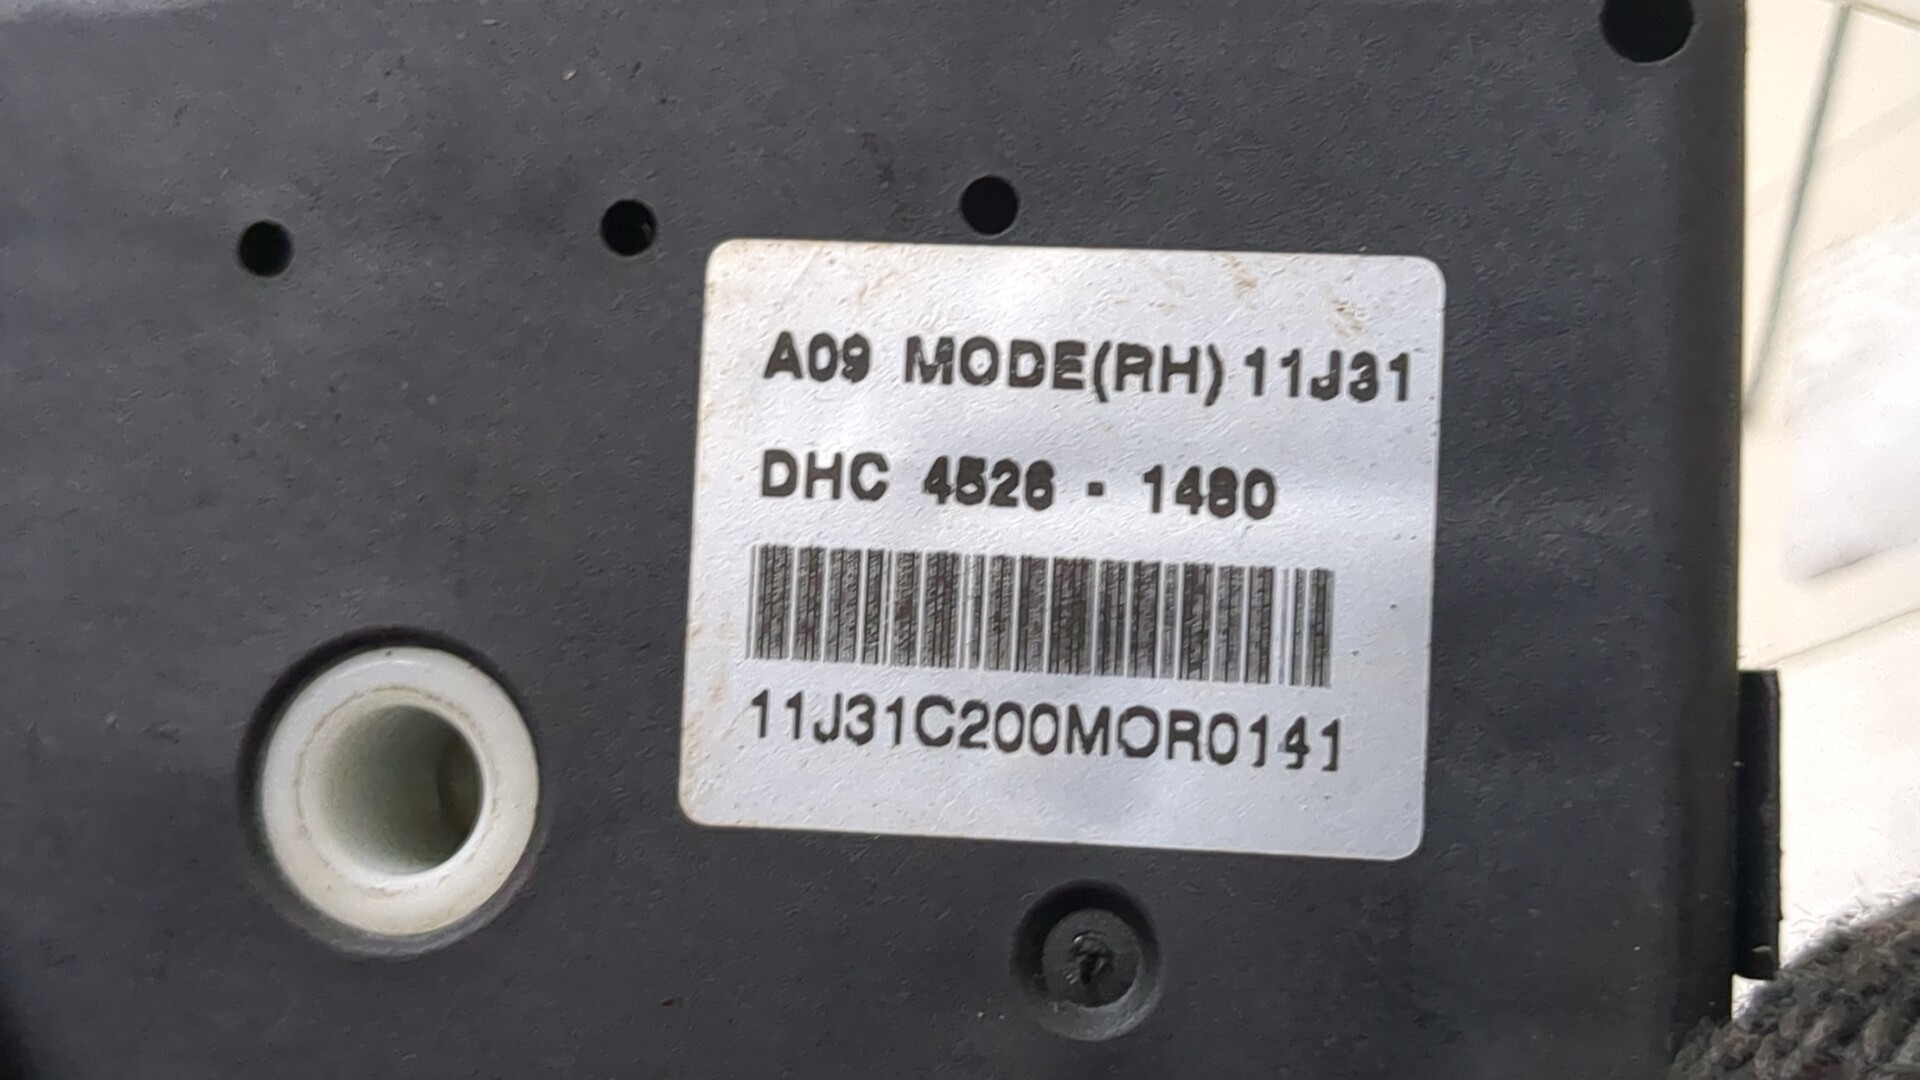 A09 MODE(RH) 11J31
DHC 4526 - 1480
11J31C200MOR0141